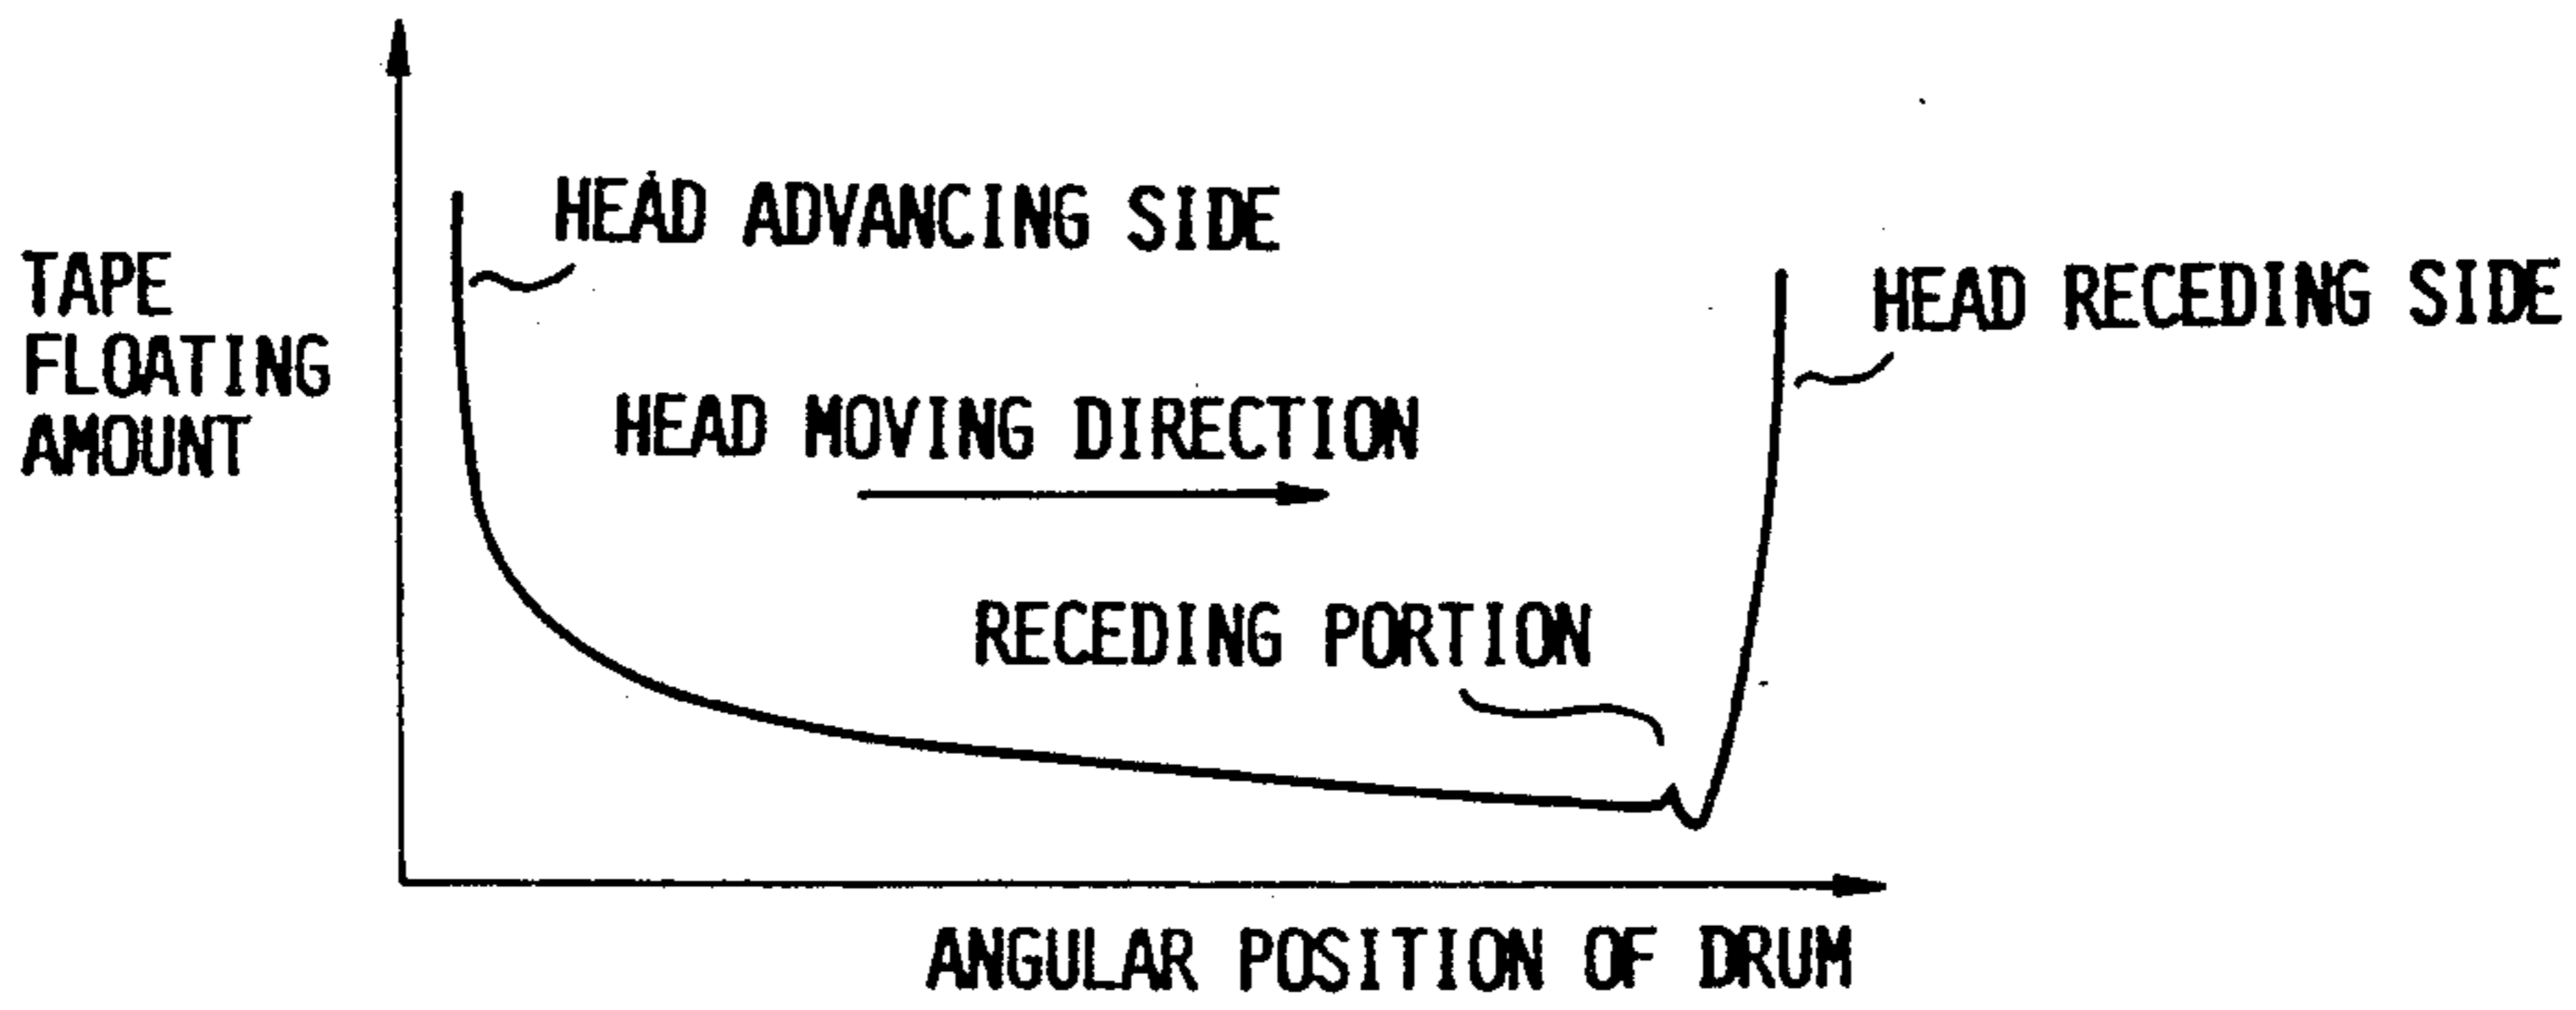 HEAD ADVANCING SIDE
TAPE
FLOATING
AMOUNT
HEAD RECEDING SIDE
HEAD MOVING DIRECTION
RECEDING PORTION
ANGULAR POSITION OF DRUM